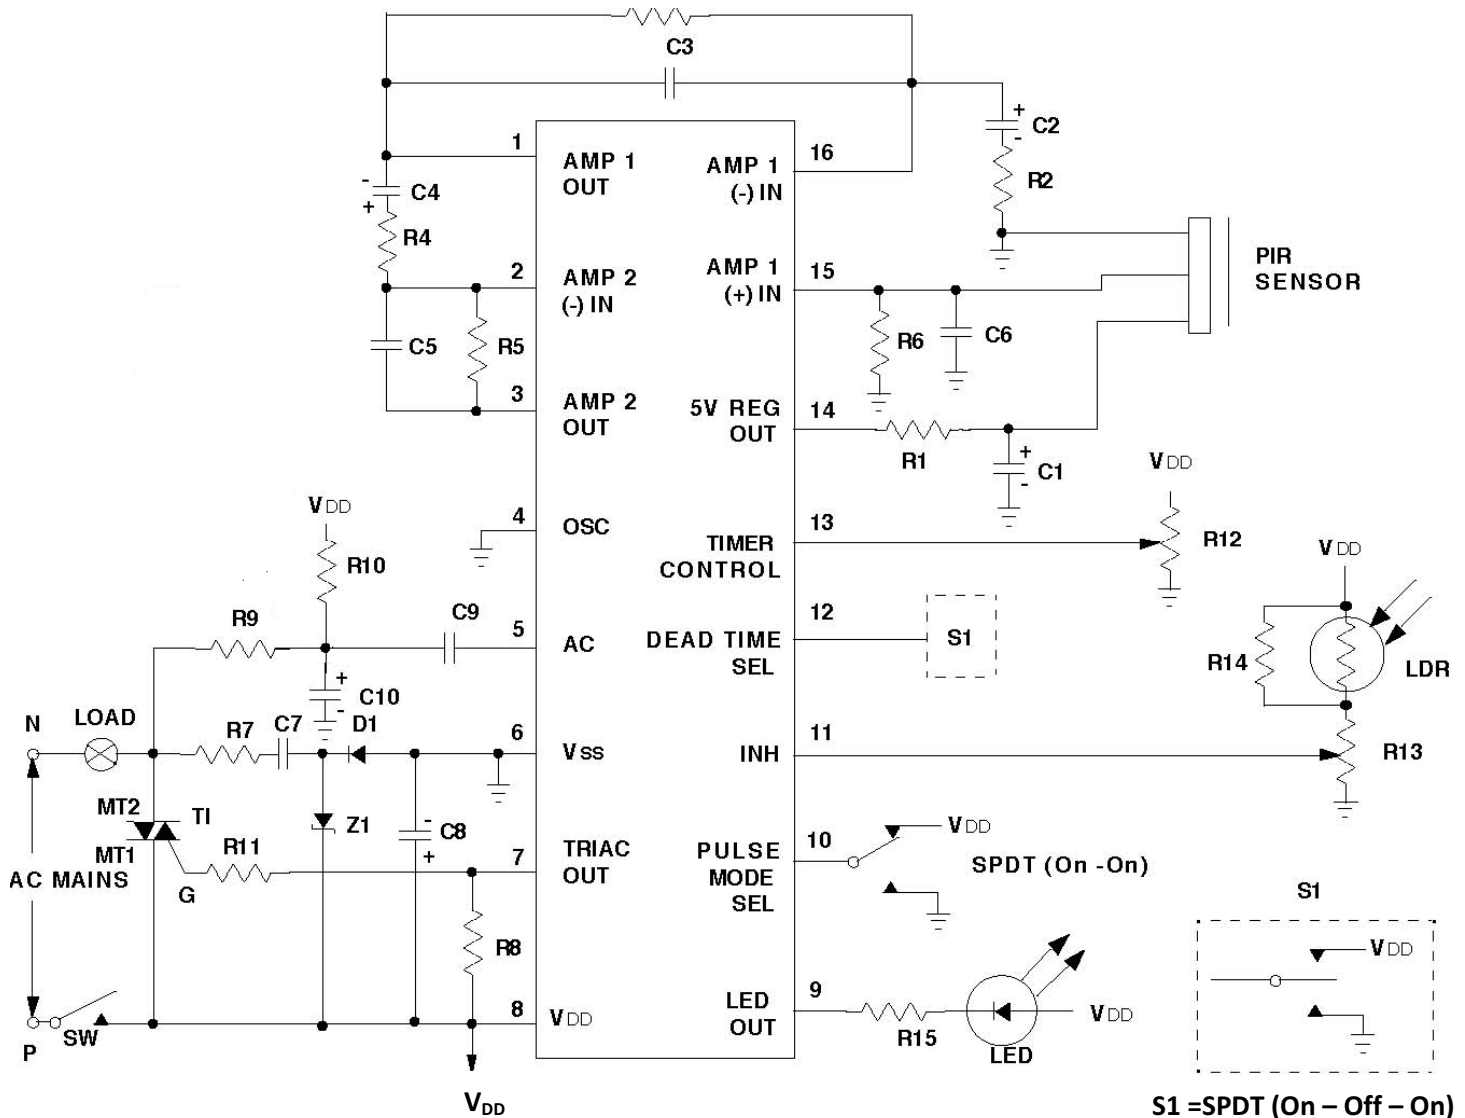 C3
+
C2
-
1
AMP 1
OUT
AMP 1
(-) IN
16
R2
-
C4
+
R4
2
AMP 2
(-) IN
AMP 1
(+) IN
15
PIR
SENSOR
C5
R5
R6
C6
3
AMP 2
OUT
5V REG
OUT
14
R1
+
C1
-
VDD
VDD
4
OSC
TIMER
CONTROL
13
R12
VDD
R10
R9
C9
5
AC
DEAD TIME
SEL
12
S1
R14
LDR
+
C10
-
N
LOAD
R7
C7
D1
6
VSS
INH
11
R13
MT2
TI
Z1
-
C8
+
MT1
R11
7
TRIAC
OUT
PULSE
MODE
SEL
10
VDD
SPDT (On -On)
AC MAINS
G
S1
R8
VDD
LED
OUT
9
R15
LED
VDD
8
VDD
P
SW
VDD
S1 =SPDT (On – Off – On)